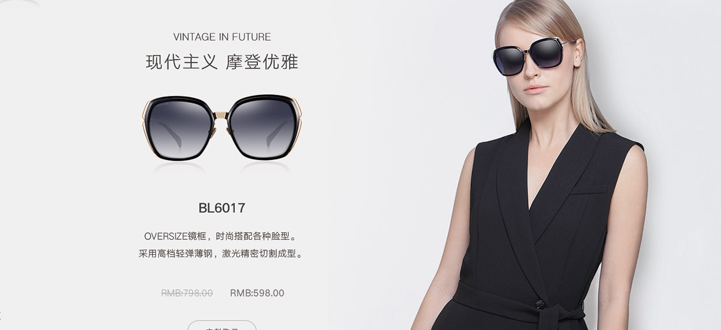 VINTAGE IN FUTURE
现代主义 摩登优雅
BL6017
OVERSIZE镜框，时尚搭配各种脸型。
采用高档轻弹薄钢，激光精密切割成型。
RMB:798.00 RMB:598.00